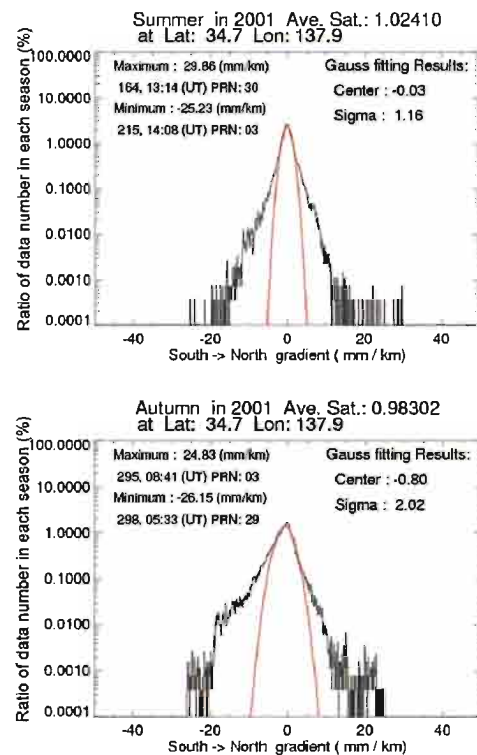 Summer in 2001 Ave. Sat.: 1.02410
at Lat: 34.7 Lon: 137.9
100.0000
10.0000
1.0000
0.1000
0.0100
0.0010
0.0001
Ratio of data number in each season (%)
Maximum : 29.86 (mm/km)
164, 13:14 (UT) PRN: 30
Minimum : -25.23 (mm/km)
215, 14:08 (UT) PRN: 03
Gauss fitting Results:
Center : -0.03
Sigma : 1.16
-40 -20 0 20 40
South -> North gradient ( mm / km)
Autumn in 2001 Ave. Sat.: 0.98302
at Lat: 34.7 Lon: 137.9
100.0000
10.0000
1.0000
0.1000
0.0100
0.0010
0.0001
Ratio of data number in each season (%)
Maximum : 24.83 (mm/km)
295, 08:41 (UT) PRN: 03
Minimum : -26.15 (mm/km)
298, 05:33 (UT) PRN: 29
Gauss fitting Results:
Center : -0.80
Sigma : 2.02
-40 -20 0 20 40
South -> North gradient ( mm / km)